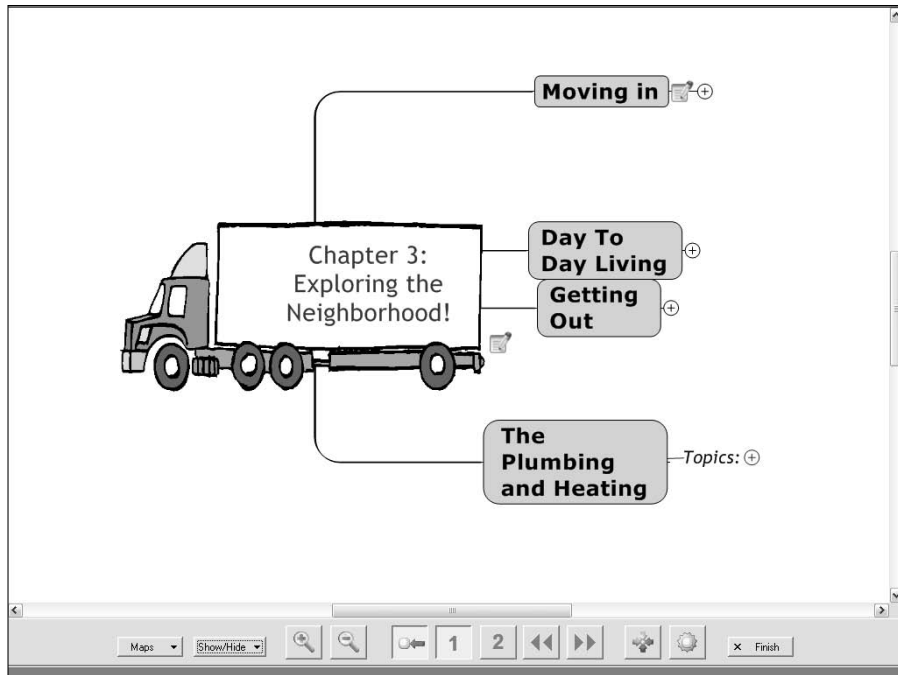 Moving in
Chapter 3:
Exploring the
Neighborhood!
Day To
Day Living
Getting
Out
The
Plumbing
and Heating
Topics:
Maps
Show/Hide
1
2
Finish